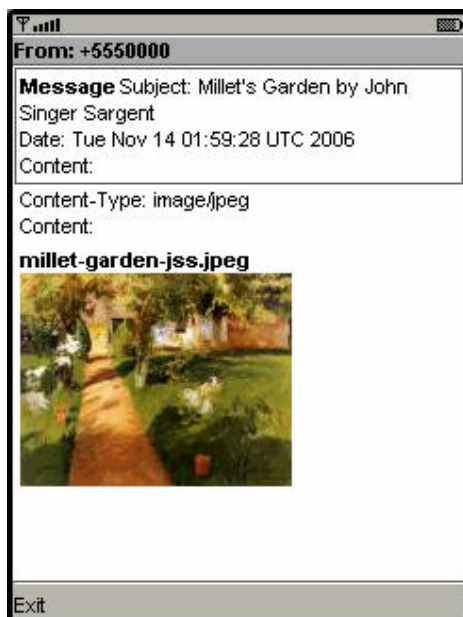 From: +5550000
Message Subject: Millet's Garden by John
Singer Sargent
Date: Tue Nov 14 01:59:28 UTC 2006
Content:
Content-Type: image/jpeg
Content:
millet-garden-jss.jpeg
Exit